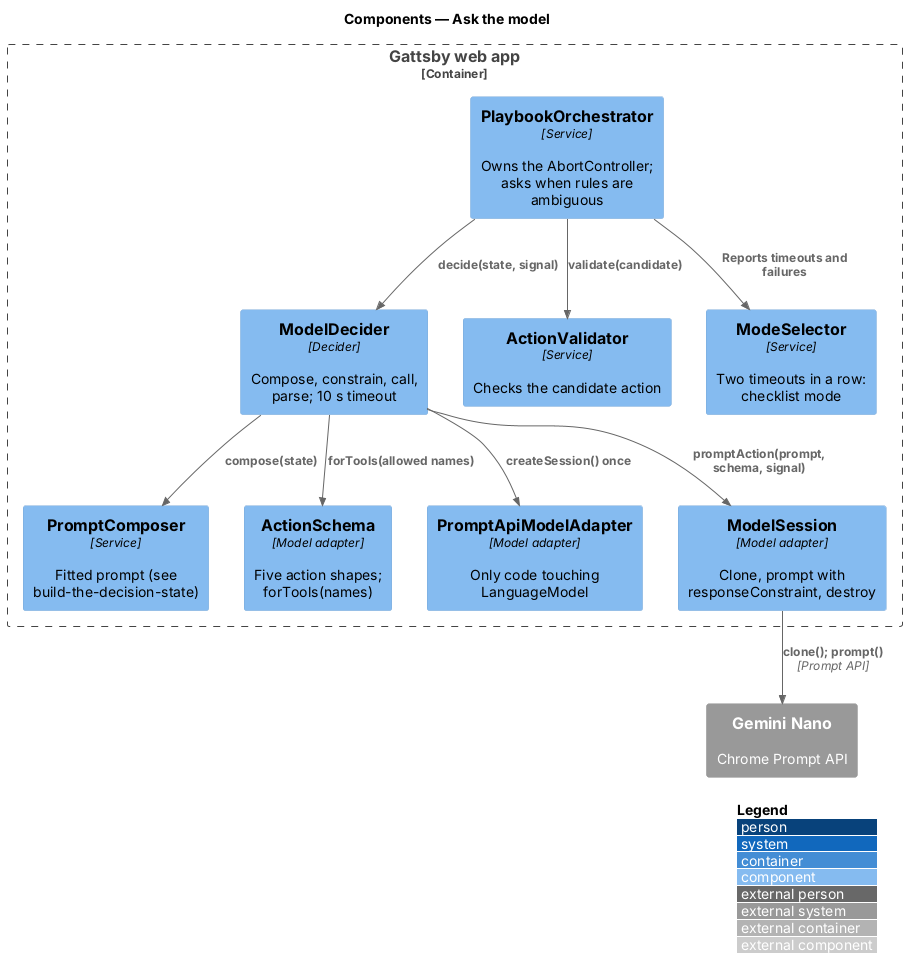 Components — Ask the model
Gattsby web app
[Container]
PlaybookOrchestrator
[Service]
Owns the AbortController;
asks when rules are
ambiguous
decide(state, signal)
validate(candidate)
Reports timeouts and
failures
ModelDecider
[Decider]
Compose, constrain, call,
parse; 10 s timeout
ActionValidator
[Service]
Checks the candidate action
ModeSelector
[Service]
Two timeouts in a row:
checklist mode
compose(state)
forTools(allowed names)
createSession() once
promptAction(prompt,
schema, signal)
PromptComposer
[Service]
Fitted prompt (see
build-the-decision-state)
ActionSchema
[Model adapter]
Five action shapes;
forTools(names)
PromptApiModelAdapter
[Model adapter]
Only code touching
LanguageModel
ModelSession
[Model adapter]
Clone, prompt with
responseConstraint, destroy
clone(); prompt()
[Prompt API]
Gemini Nano
Chrome Prompt API
Legend
person
system
container
component
external person
external system
external container
external component